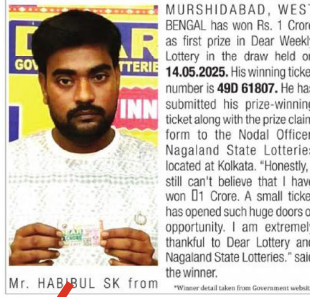 MURSHIDABAD, WEST
BENGAL has won Rs. 1 Crore
as first prize in Dear Weekly
Lottery in the draw held on
14.05.2025. His winning ticket
number is 49D 61807. He has
submitted his prize-winning
ticket along with the prize claim
form to the Nodal Officer
Nagaland State Lotteries
located at Kolkata. "Honestly, I
still can't believe that I have
won 1 Crore. A small ticket
has opened such huge doors of
opportunity. I am extremely
thankful to Dear Lottery and
Nagaland State Lotteries." said
the winner.
*Winner detail taken from Government website
Mr. HABIBUL SK from